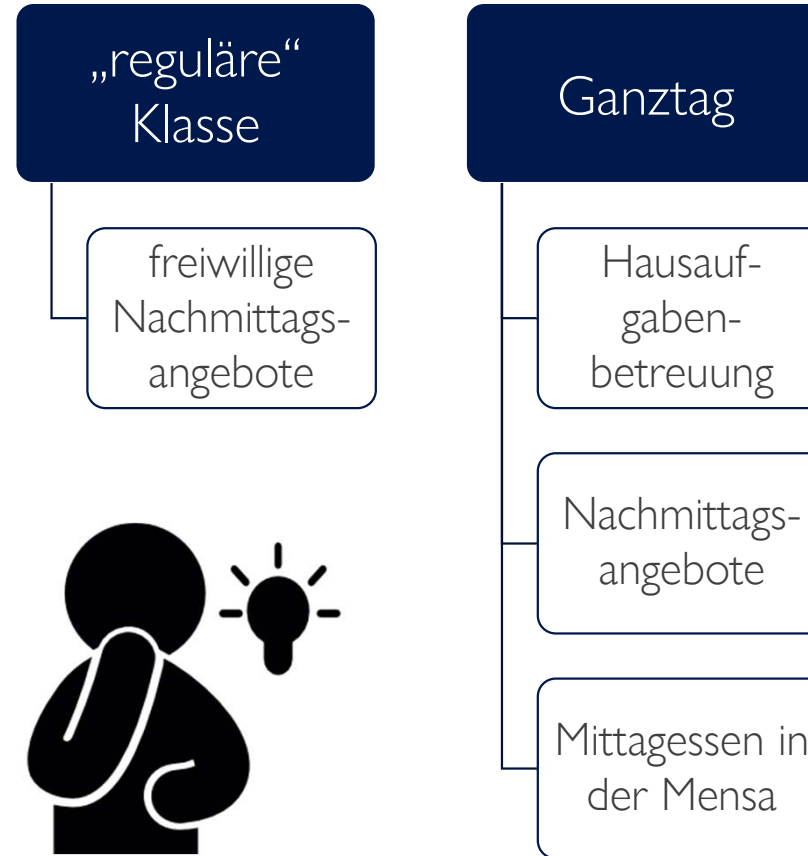 „reguläre“
Klasse
freiwillige
Nachmittags-
angebote
Ganztag
Hausauf-
gaben-
betreuung
Nachmittags-
angebote
Mittagessen in
der Mensa